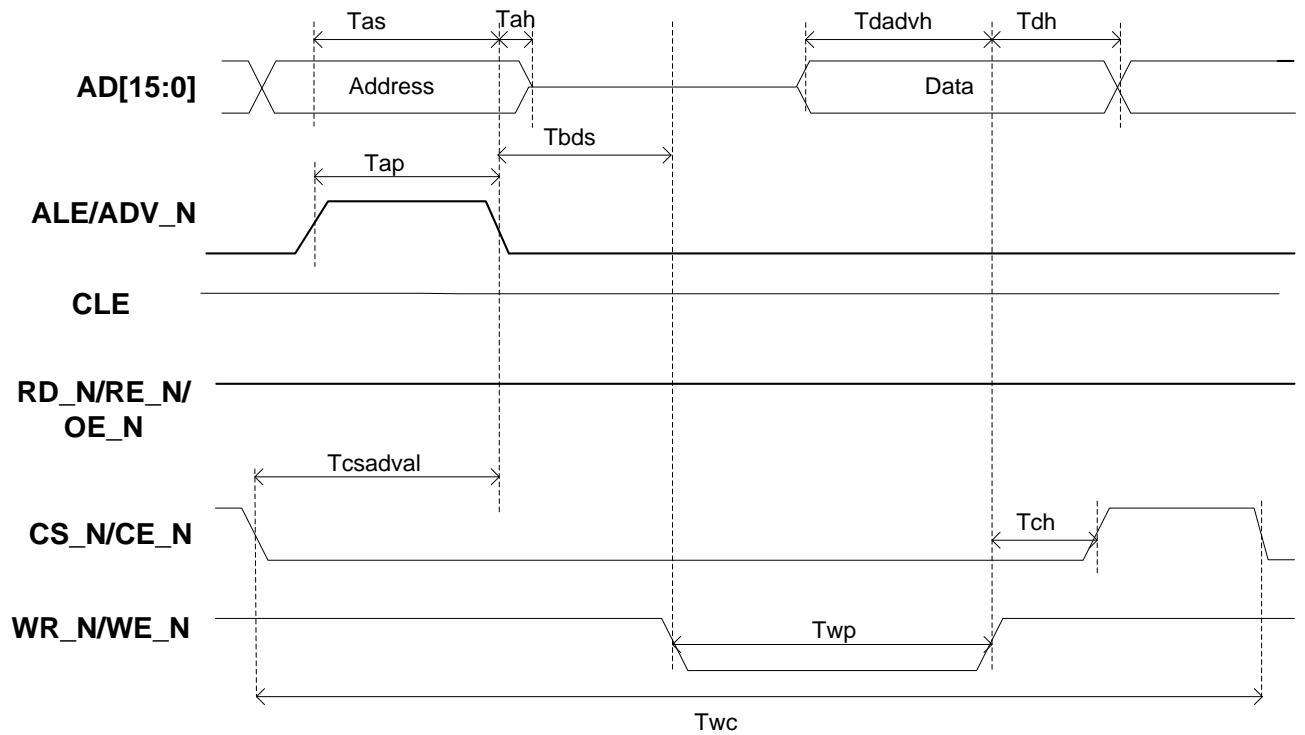 Tas
Tah
Tdadvh
Tdh
AD[15:0]
Address
Data
Tbds
Tap
ALE/ADV_N
CLE
RD_N/RE_N/
OE_N
Tcsadval
CS_N/CE_N
Tch
WR_N/WE_N
Twp
Twc